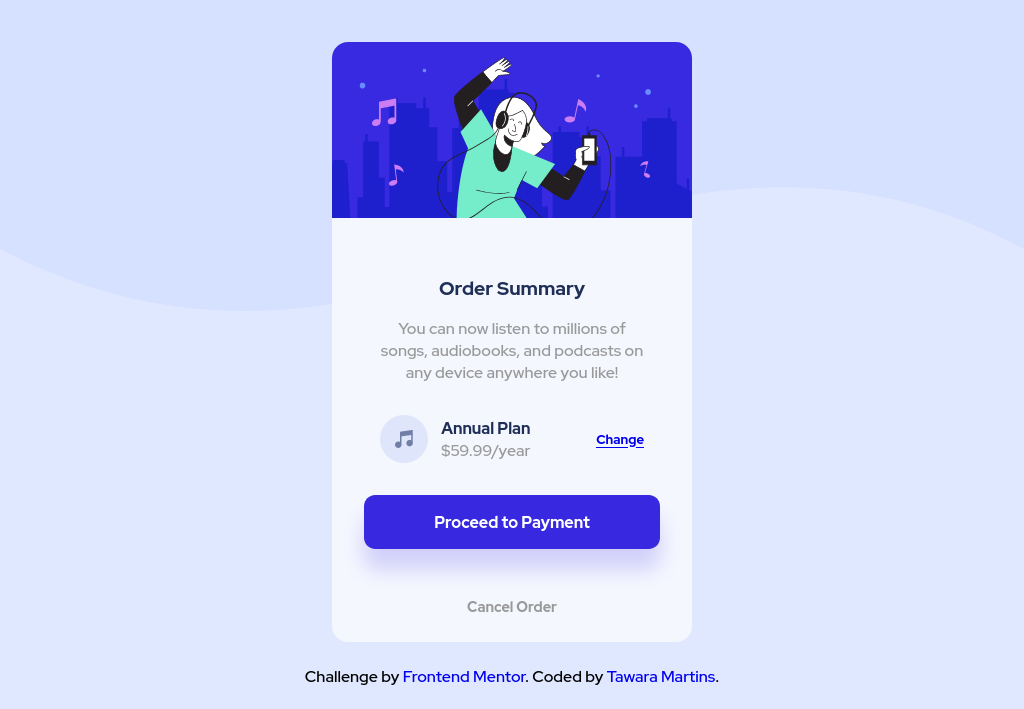 Order Summary
You can now listen to millions of
songs, audiobooks, and podcasts on
any device anywhere you like!
Annual Plan
$59.99/year
Change
Proceed to Payment
Cancel Order
Challenge by Frontend Mentor. Coded by Tawara Martins.